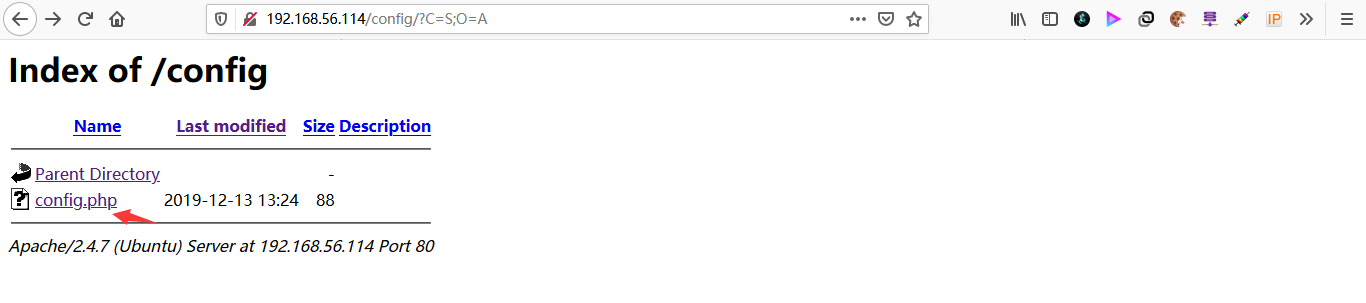 192.168.56.114/config/?C=S;O=A
IP
Index of /config
Name Last modified Size Description
Parent Directory -
config.php 2019-12-13 13:24 88
Apache/2.4.7 (Ubuntu) Server at 192.168.56.114 Port 80